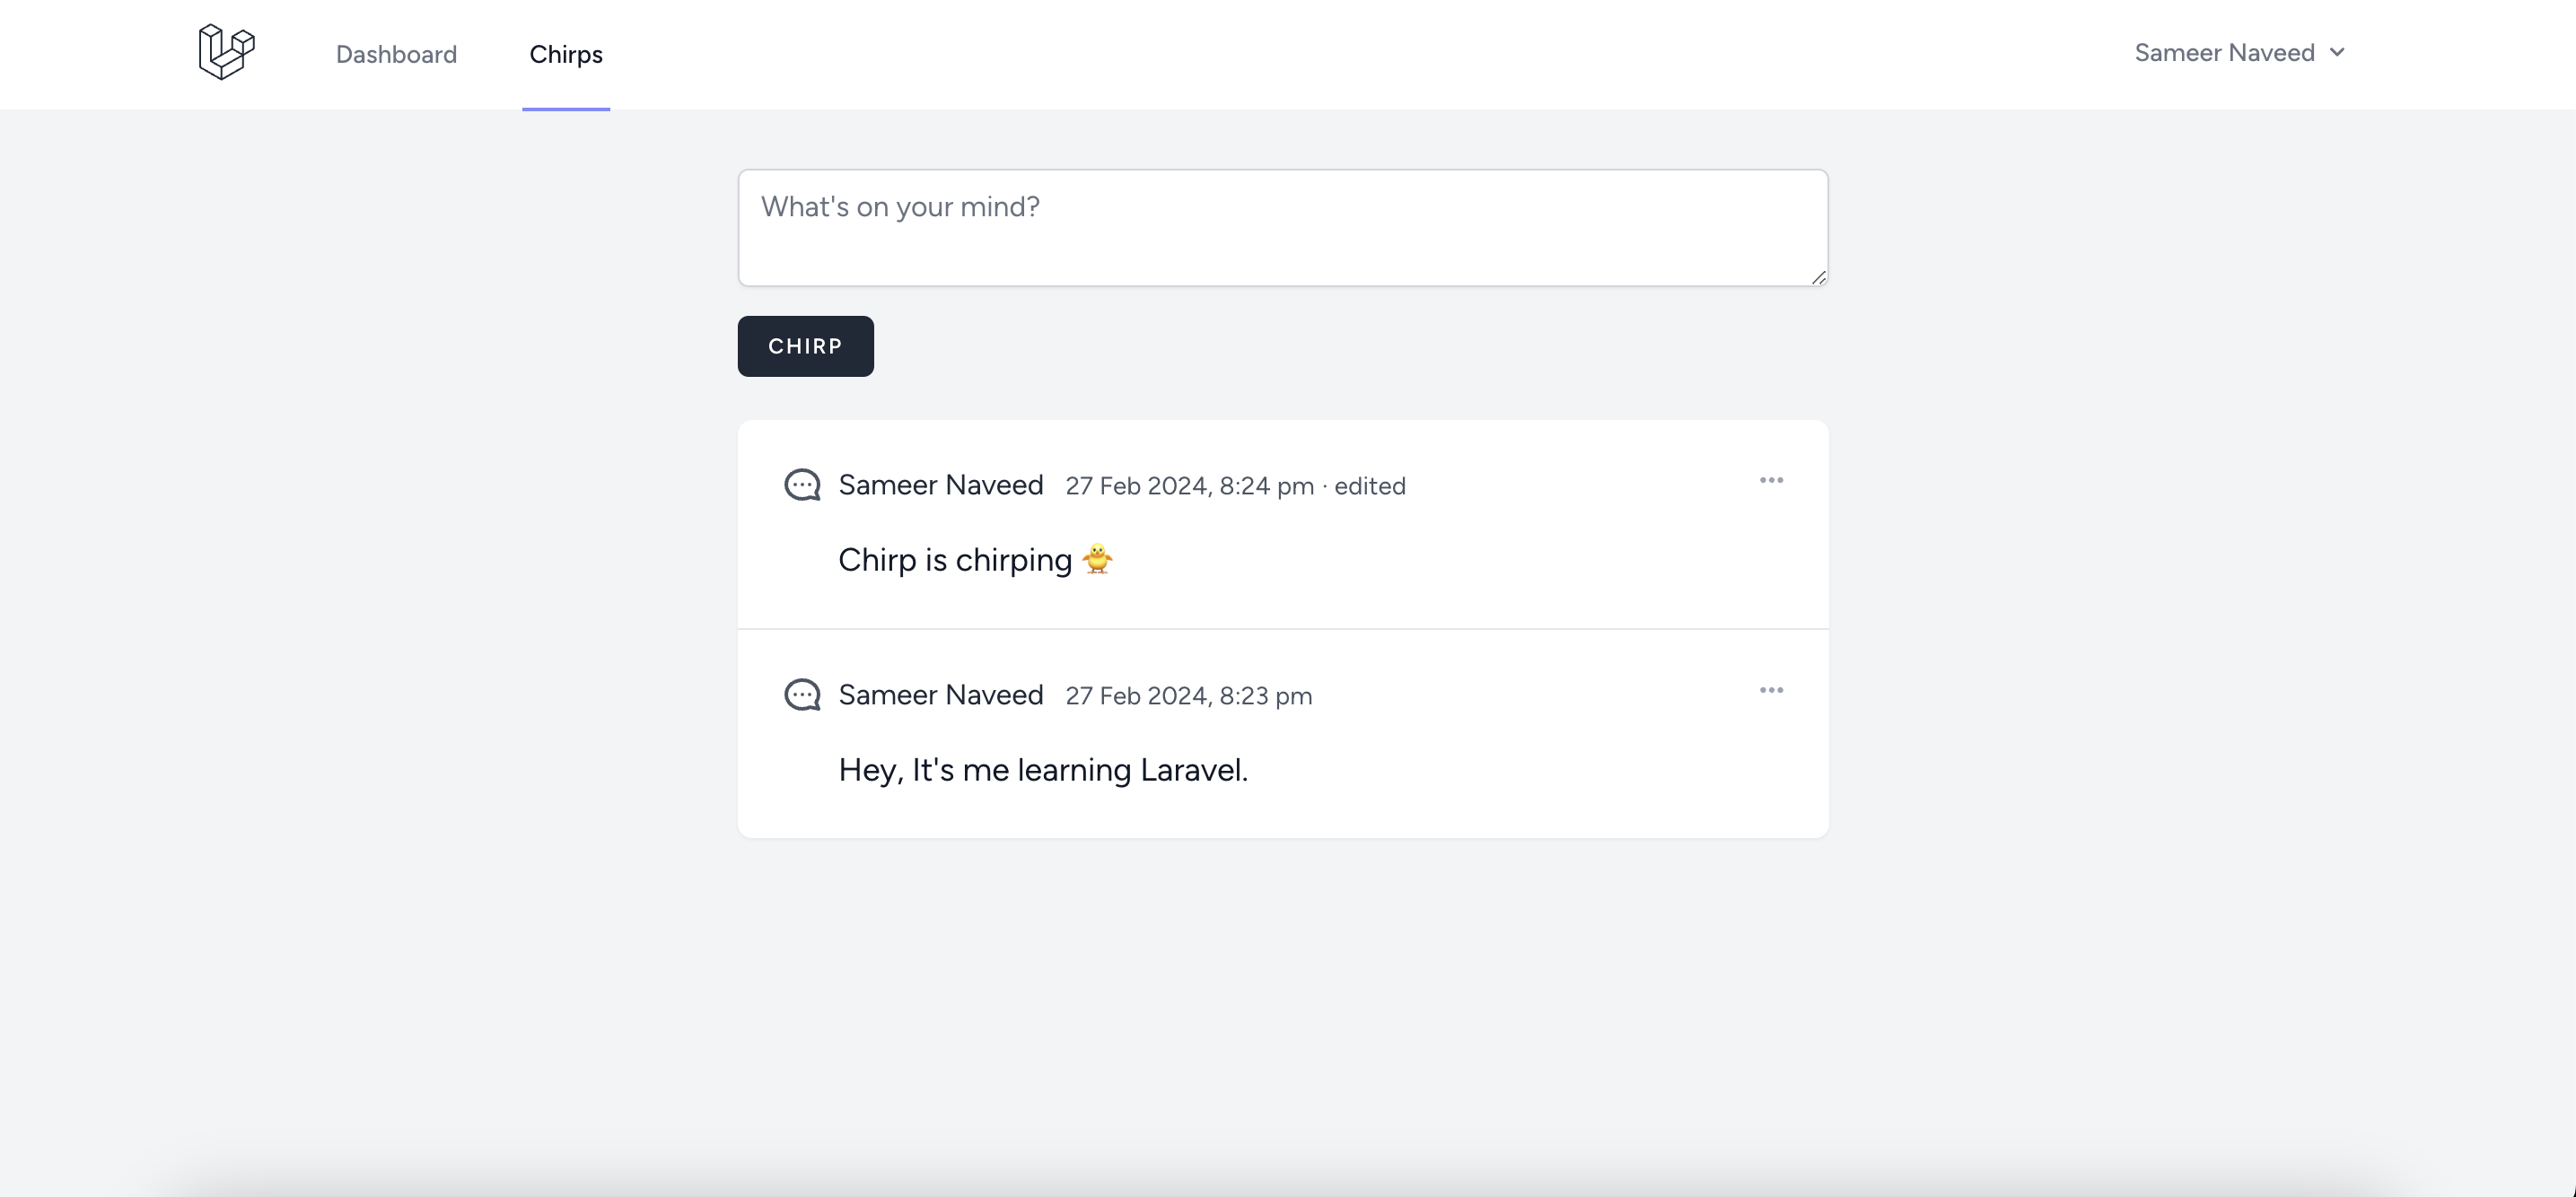 Dashboard Chirps Sameer Naveed
What's on your mind?
CHIRP
Sameer Naveed 27 Feb 2024, 8:24 pm · edited
Chirp is chirping 🐥
Sameer Naveed 27 Feb 2024, 8:23 pm
Hey, It's me learning Laravel.